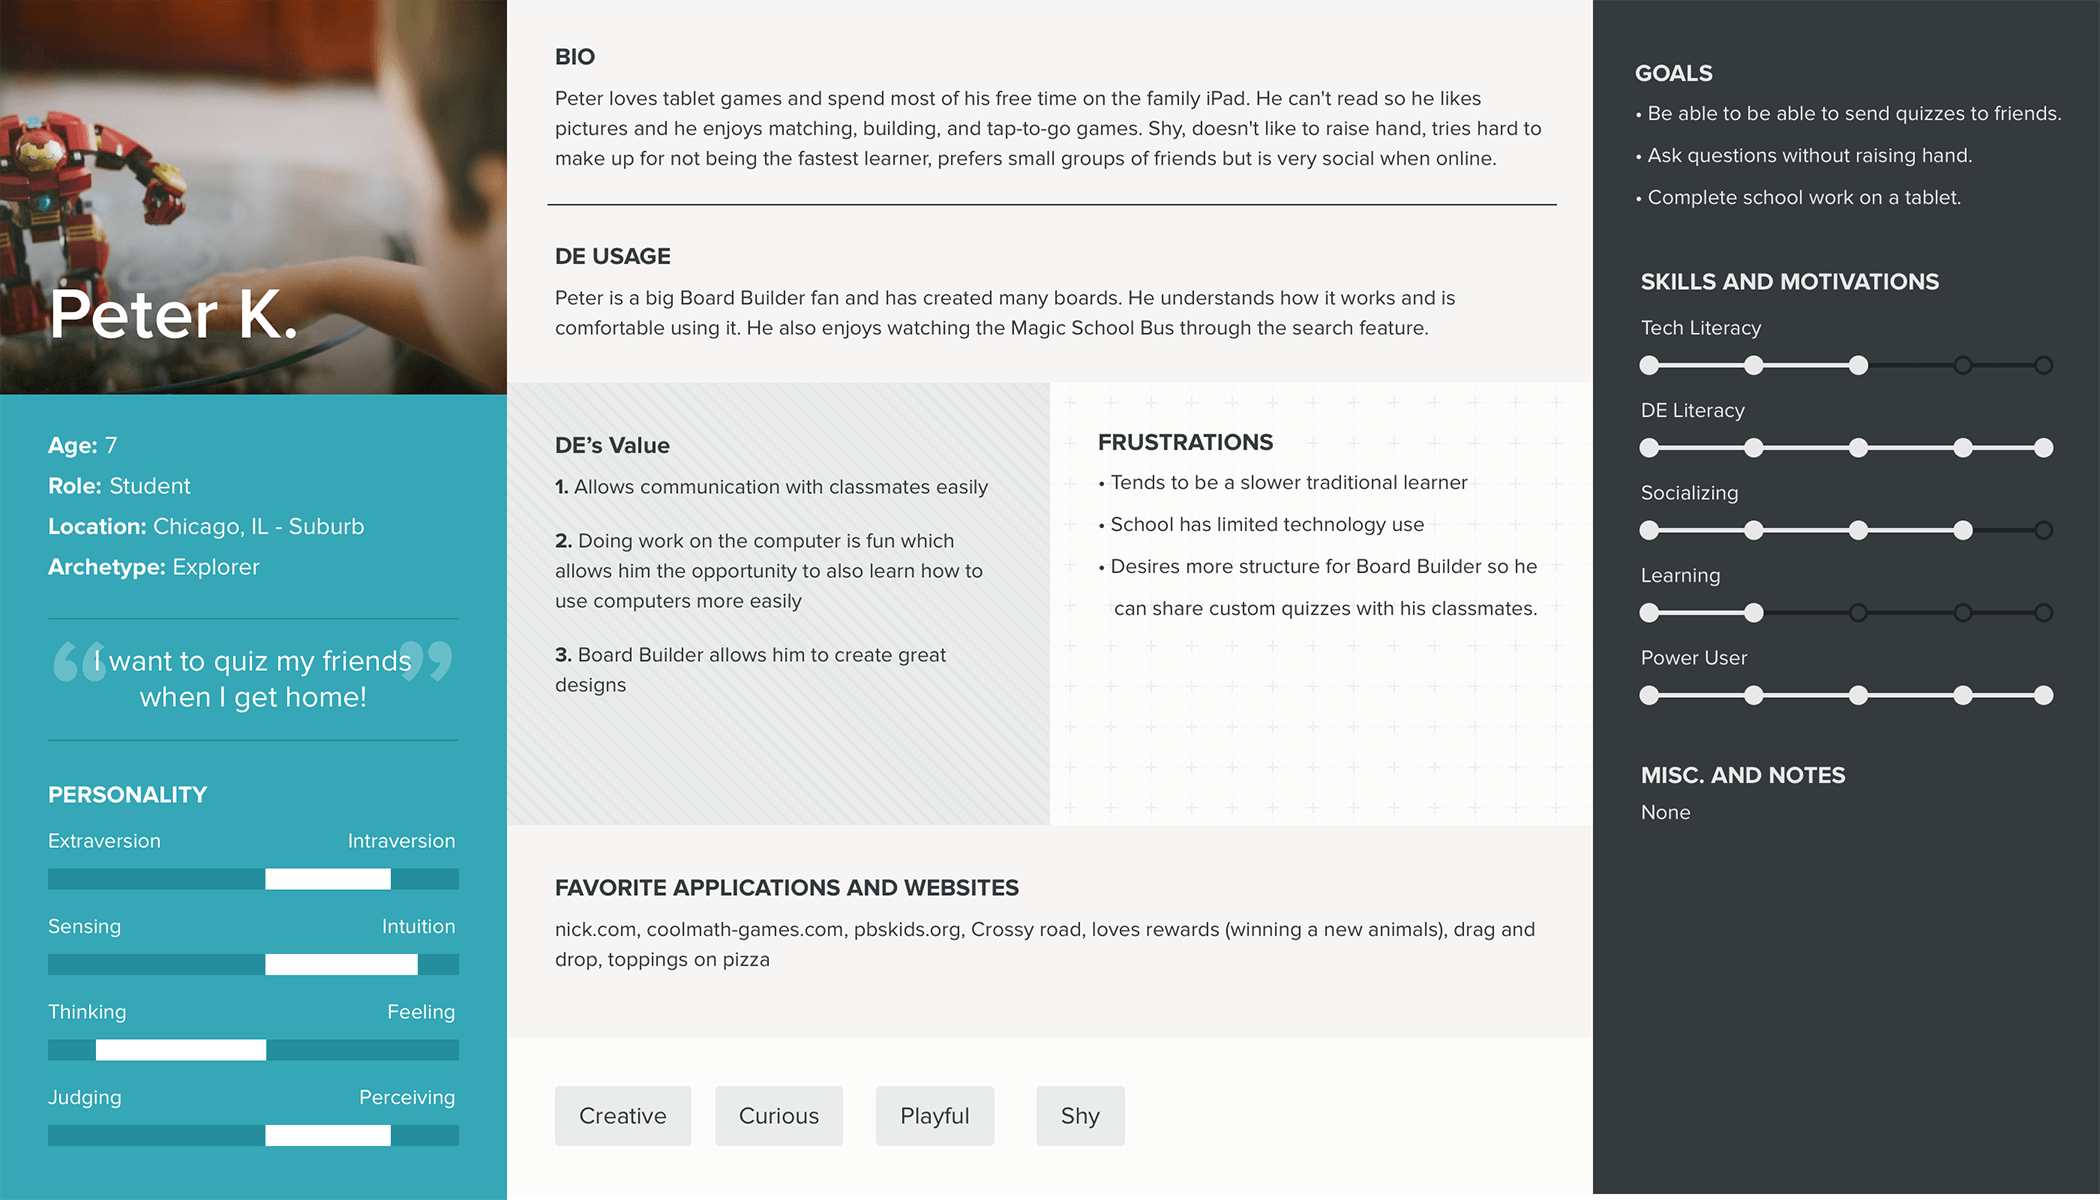 Peter K.
Age: 7
Role: Student
Location: Chicago, IL - Suburb
Archetype: Explorer
“I want to quiz my friends”
when I get home!
PERSONALITY
Extraversion Intraversion
Sensing Intuition
Thinking Feeling
Judging Perceiving
BIO
Peter loves tablet games and spend most of his free time on the family iPad. He can't read so he likes
pictures and he enjoys matching, building, and tap-to-go games. Shy, doesn't like to raise hand, tries hard to
make up for not being the fastest learner, prefers small groups of friends but is very social when online.
DE USAGE
Peter is a big Board Builder fan and has created many boards. He understands how it works and is
comfortable using it. He also enjoys watching the Magic School Bus through the search feature.
DE’s Value
1. Allows communication with classmates easily
2. Doing work on the computer is fun which
allows him the opportunity to also learn how to
use computers more easily
3. Board Builder allows him to create great
designs
FRUSTRATIONS
• Tends to be a slower traditional learner
• School has limited technology use
• Desires more structure for Board Builder so he
can share custom quizzes with his classmates.
FAVORITE APPLICATIONS AND WEBSITES
nick.com, coolmath-games.com, pbskids.org, Crossy road, loves rewards (winning a new animals), drag and
drop, toppings on pizza
Creative Curious Playful Shy
GOALS
• Be able to be able to send quizzes to friends.
• Ask questions without raising hand.
• Complete school work on a tablet.
SKILLS AND MOTIVATIONS
Tech Literacy
DE Literacy
Socializing
Learning
Power User
MISC. AND NOTES
None